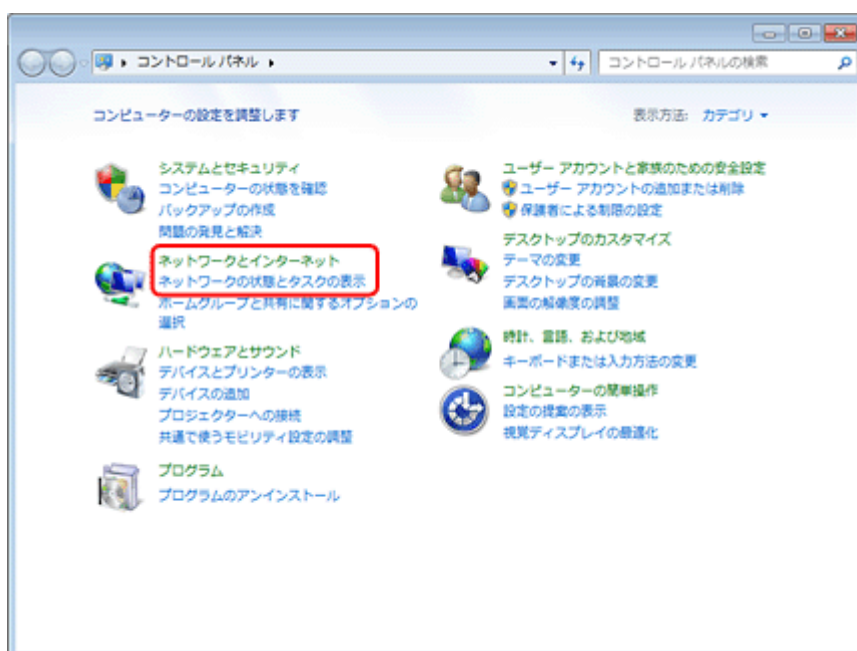 コントロール パネル
コントロール パネルの検索
コンピューターの設定を調整します
表示方法: カテゴリ
システムとセキュリティ
コンピューターの状態を確認
バックアップの作成
問題の発見と解決
ネットワークとインターネット
ネットワークの状態とタスクの表示
ホームグループと共有に関するオプションの
選択
ハードウェアとサウンド
デバイスとプリンターの表示
デバイスの追加
プロジェクターへの接続
共通で使うモビリティ設定の調整
プログラム
プログラムのアンインストール
ユーザー アカウントと家族のための安全設定
ユーザー アカウントの追加または削除
保護者による制限の設定
デスクトップのカスタマイズ
テーマの変更
デスクトップの背景の変更
画面の解像度の調整
時計、言語、および地域
キーボードまたは入力方法の変更
コンピューターの簡単操作
設定の提案の表示
視覚ディスプレイの最適化